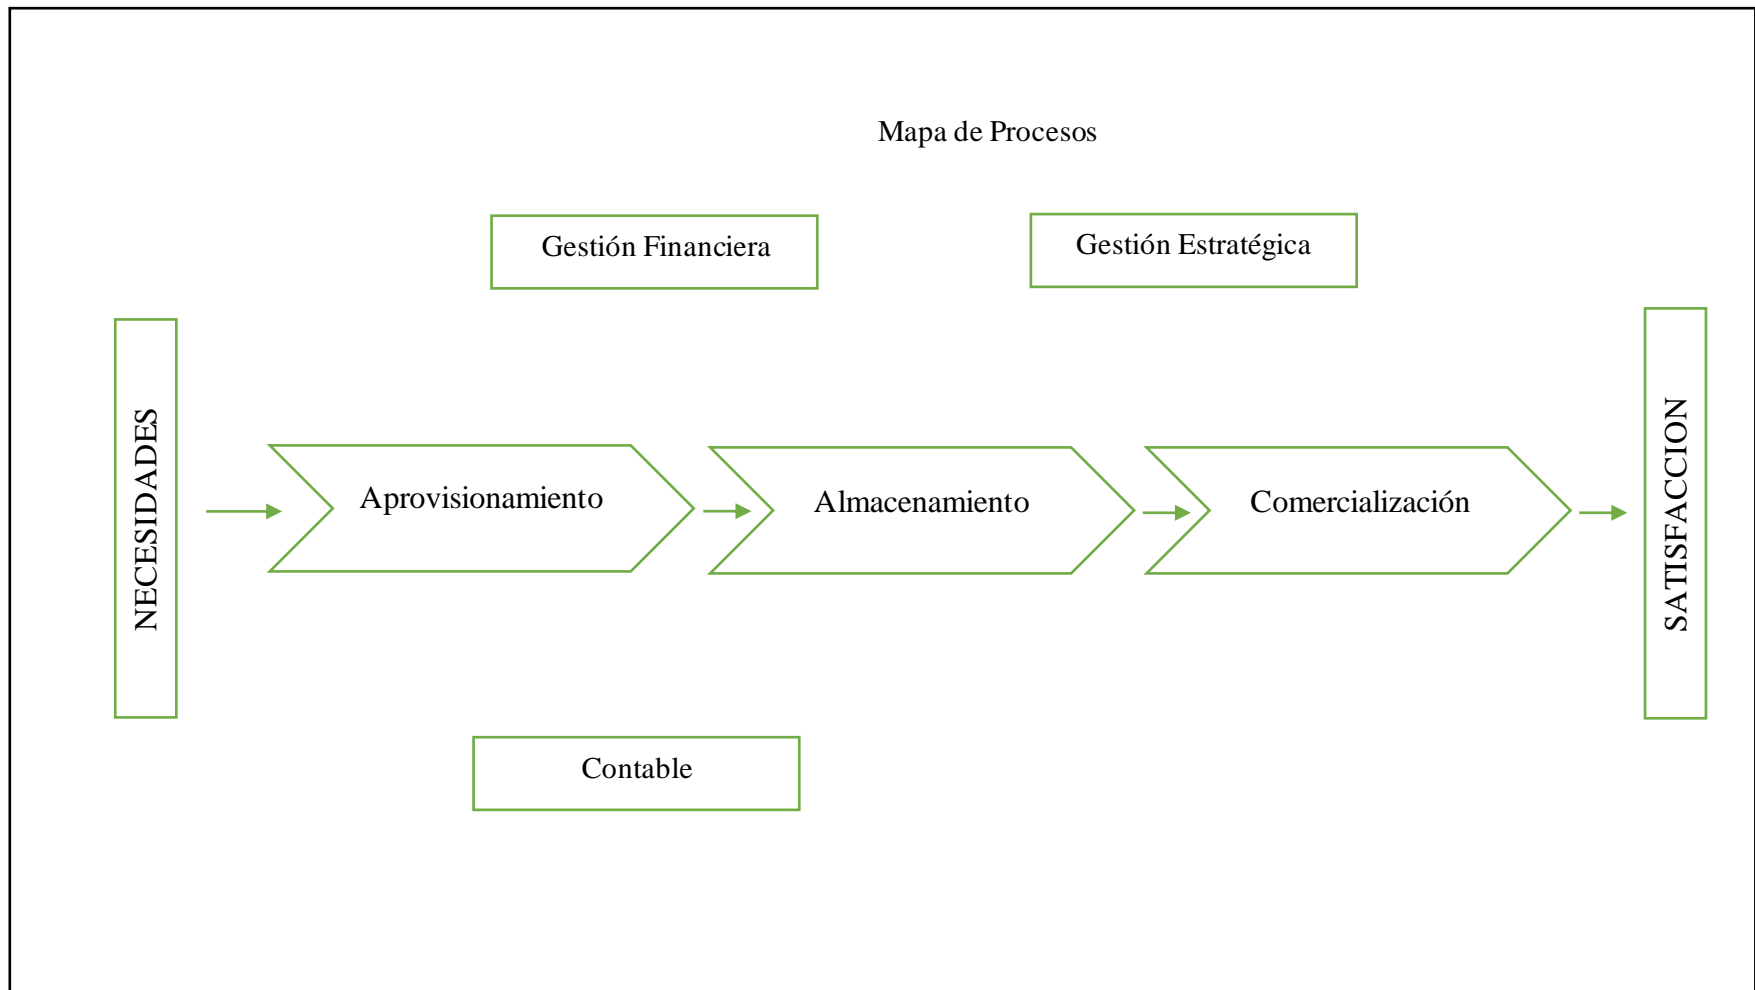 Mapa de Procesos
Gestión Financiera
Gestión Estratégica
NECESIDADES
Aprovisionamiento
Almacenamiento
Comercialización
SATISFACCION
Contable